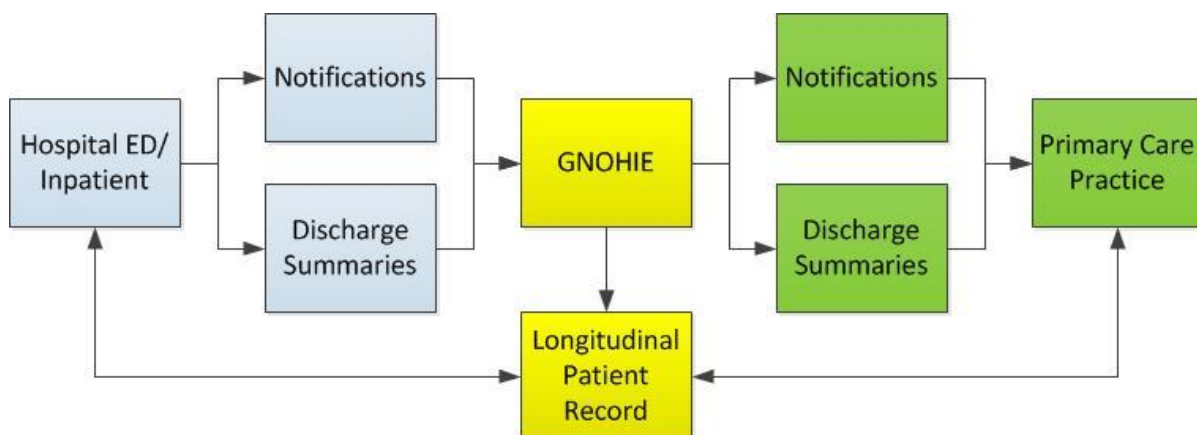 Hospital ED/
Inpatient
Notifications
Discharge
Summaries
GNOHIE
Longitudinal
Patient
Record
Notifications
Discharge
Summaries
Primary Care
Practice